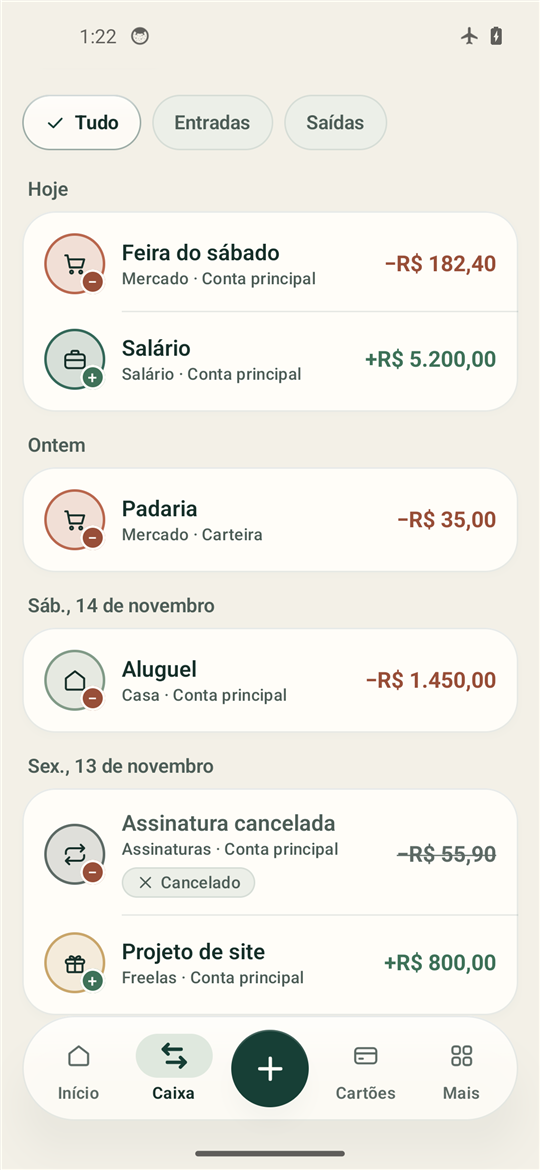 1:22
Tudo
Entradas
Saídas
Hoje
Feira do sábado
Mercado · Conta principal
−R$ 182,40
Salário
Salário · Conta principal
+R$ 5.200,00
Ontem
Padaria
Mercado · Carteira
−R$ 35,00
Sáb., 14 de novembro
Aluguel
Casa · Conta principal
−R$ 1.450,00
Sex., 13 de novembro
Assinatura cancelada
Assinaturas · Conta principal
−R$ 55,90
Cancelado
Projeto de site
Freelas · Conta principal
+R$ 800,00
Início
Caixa
Cartões
Mais